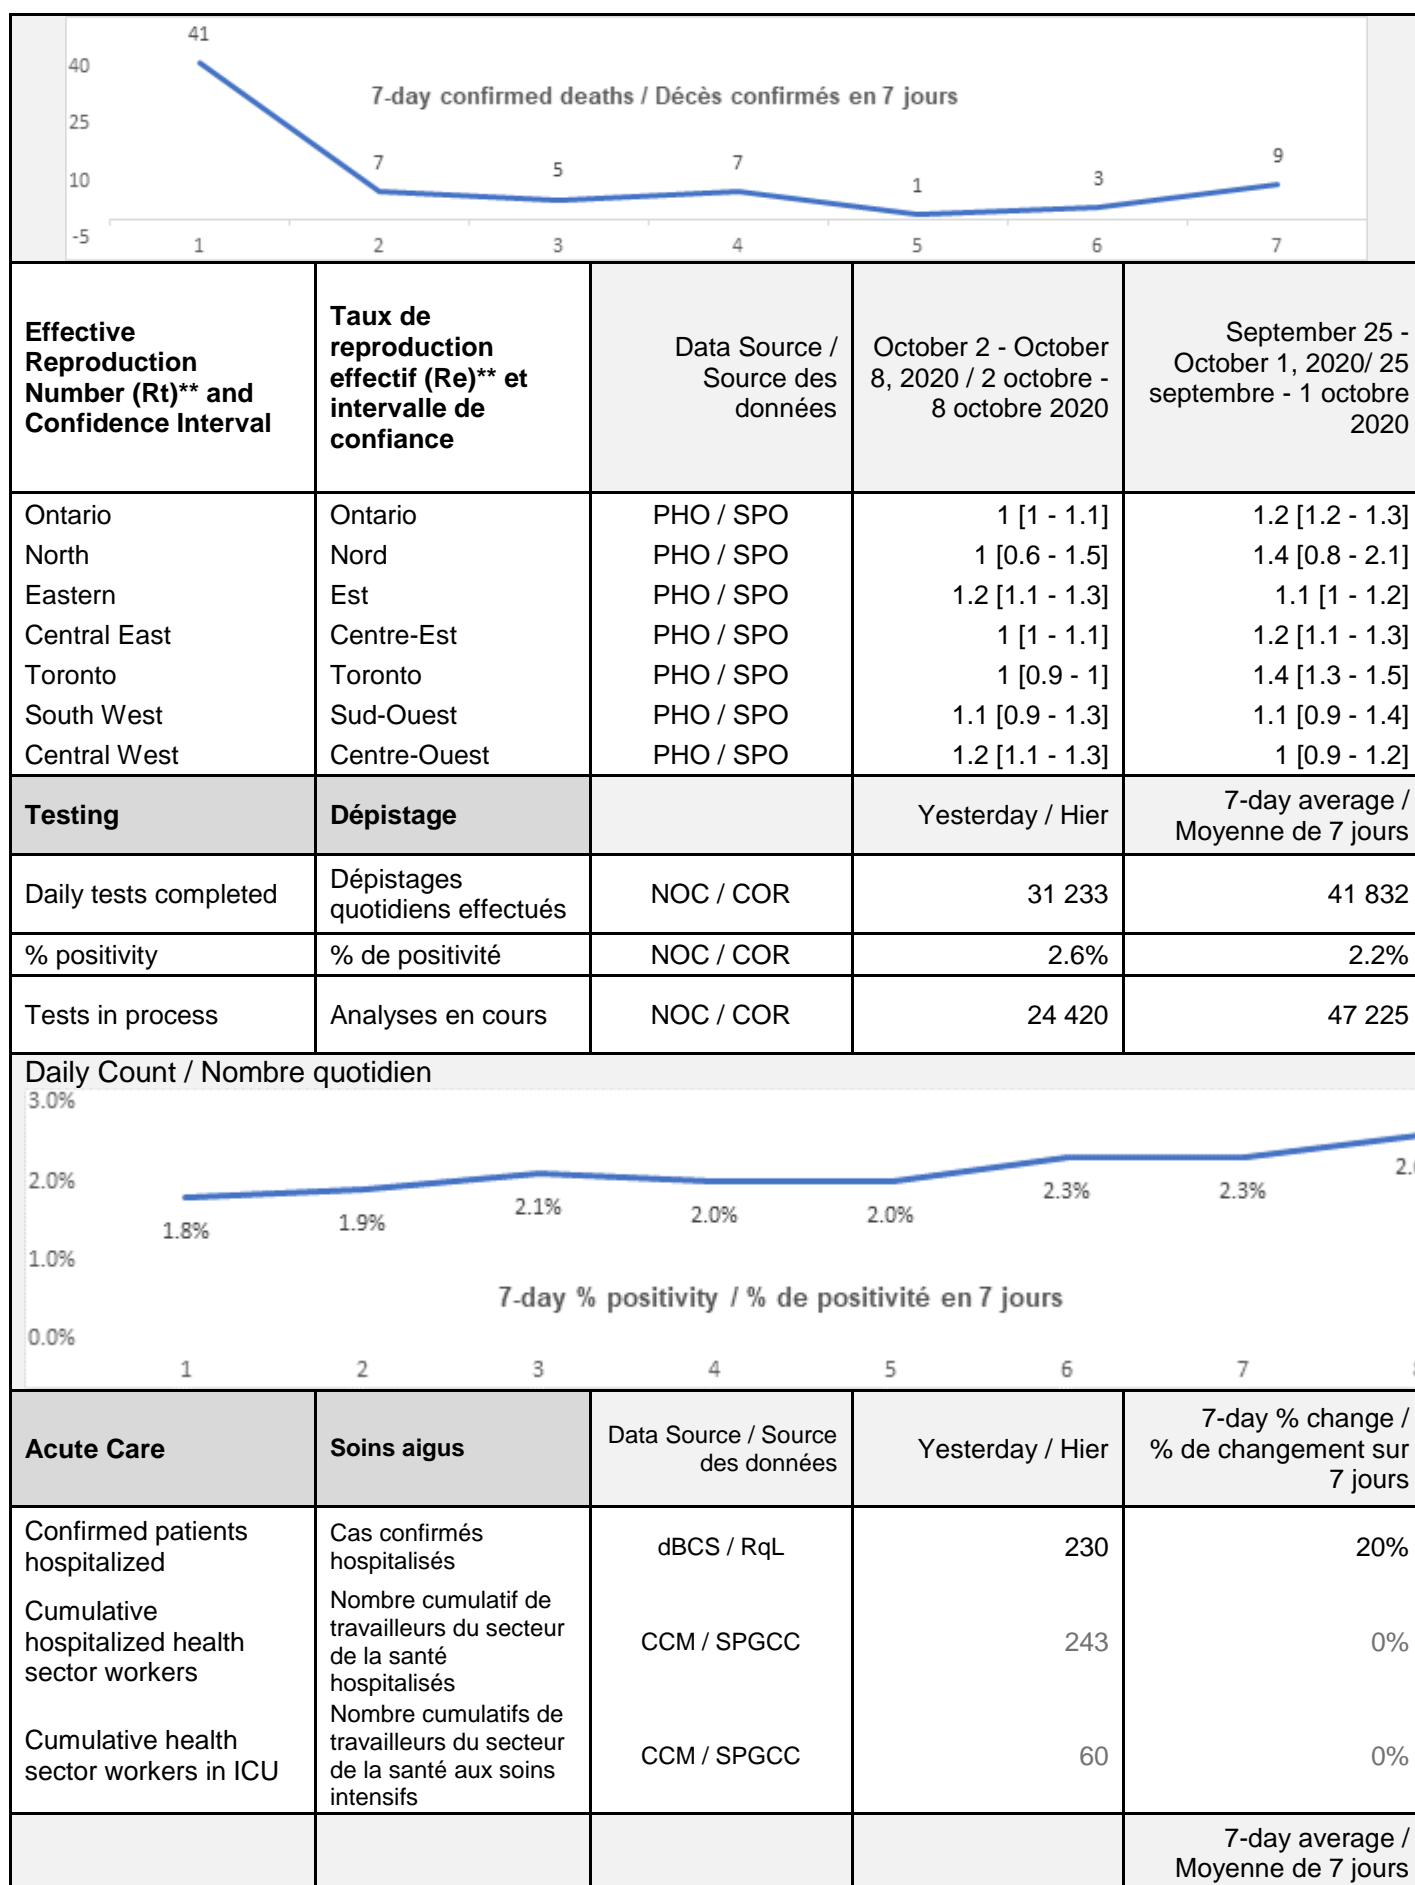 41
40
7-day confirmed deaths / Décès confirmés en 7 jours
25
7 5 7 1 3 9
10
-5
1 2 3 4 5 6 7
Effective
Reproduction
Number (Rt)** and
Confidence Interval
Taux de
reproduction
effectif (Re)** et
intervalle de
confiance
Data Source /
Source des
données
October 2 - October
8, 2020 / 2 octobre -
8 octobre 2020
September 25 -
October 1, 2020/ 25
septembre - 1 octobre
2020
Ontario Ontario PHO / SPO 1 [1 - 1.1] 1.2 [1.2 - 1.3]
North Nord PHO / SPO 1 [0.6 - 1.5] 1.4 [0.8 - 2.1]
Eastern Est PHO / SPO 1.2 [1.1 - 1.3] 1.1 [1 - 1.2]
Central East Centre-Est PHO / SPO 1 [1 - 1.1] 1.2 [1.1 - 1.3]
Toronto Toronto PHO / SPO 1 [0.9 - 1] 1.4 [1.3 - 1.5]
South West Sud-Ouest PHO / SPO 1.1 [0.9 - 1.3] 1.1 [0.9 - 1.4]
Central West Centre-Ouest PHO / SPO 1.2 [1.1 - 1.3] 1 [0.9 - 1.2]
Testing Dépistage Yesterday / Hier
7-day average /
Moyenne de 7 jours
Daily tests completed
Dépistages
quotidiens effectués
NOC / COR 31 233 41 832
% positivity % de positivité NOC / COR 2.6% 2.2%
Tests in process Analyses en cours NOC / COR 24 420 47 225
Daily Count / Nombre quotidien
3.0%
2.0%
1.8% 1.9% 2.1% 2.0% 2.0% 2.3% 2.3%
1.0%
7-day % positivity / % de positivité en 7 jours
0.0%
1 2 3 4 5 6 7
Acute Care Soins aigus
Data Source / Source
des données
Yesterday / Hier
7-day % change /
% de changement sur
7 jours
Confirmed patients
hospitalized
Cas confirmés
hospitalisés
dBCS / RqL 230 20%
Cumulative
hospitalized health
sector workers
Nombre cumulatif de
travailleurs du secteur
de la santé
hospitalisés
CCM / SPGCC 243 0%
Cumulative health
sector workers in ICU
Nombre cumulatifs de
travailleurs du secteur
de la santé aux soins
intensifs
CCM / SPGCC 60 0%
7-day average /
Moyenne de 7 jours